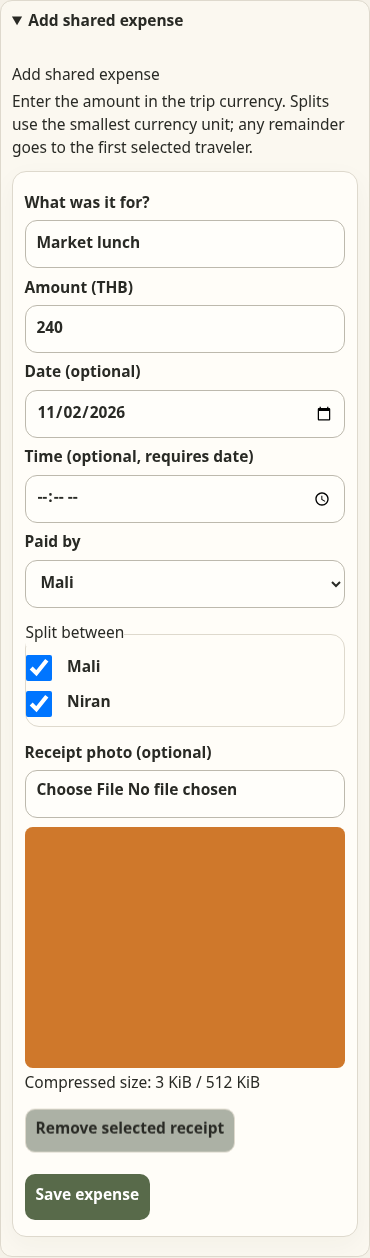 ▼ Add shared expense
Add shared expense
Enter the amount in the trip currency. Splits
use the smallest currency unit; any remainder
goes to the first selected traveler.
What was it for?
Market lunch
Amount (THB)
240
Date (optional)
11/02/2026
Time (optional, requires date)
--:-- --
Paid by
Mali
Split between
Mali
Niran
Receipt photo (optional)
Choose File No file chosen
Compressed size: 3 KiB / 512 KiB
Remove selected receipt
Save expense